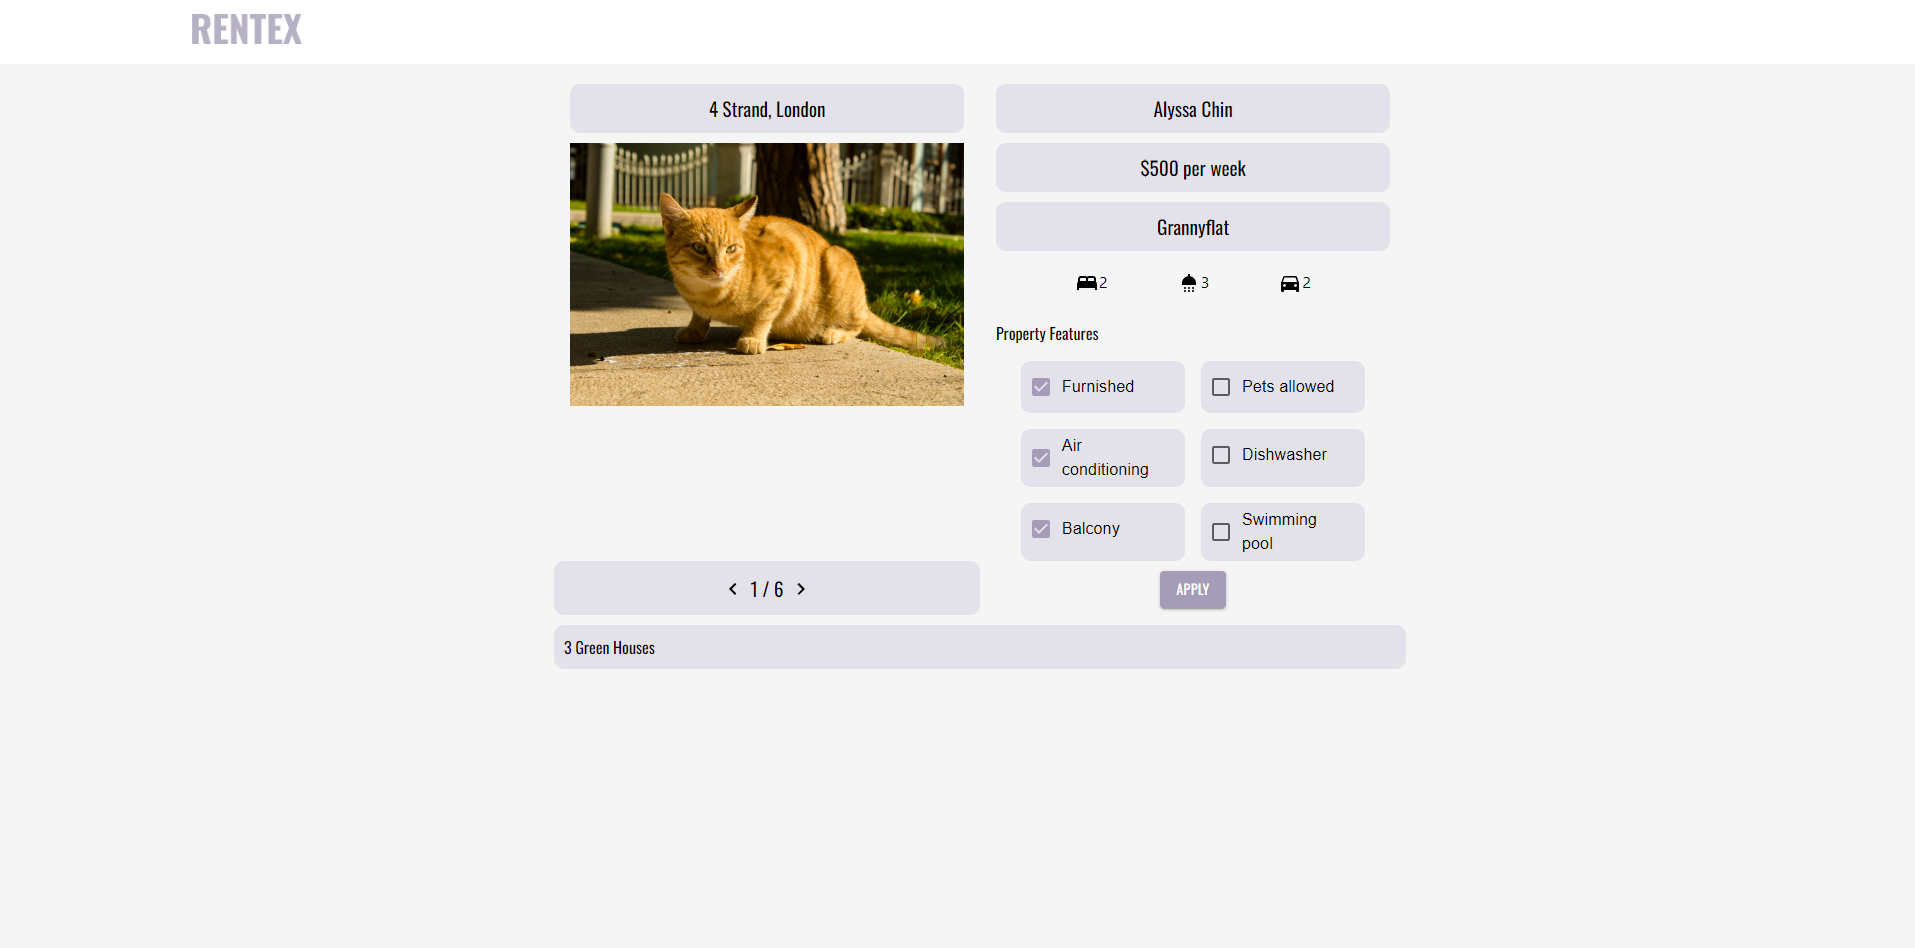 RENTEX
4 Strand, London
Alyssa Chin
$500 per week
Grannyflat
2
3
2
Property Features
Furnished
Pets allowed
Air
conditioning
Dishwasher
Balcony
Swimming
pool
1 / 6
APPLY
3 Green Houses